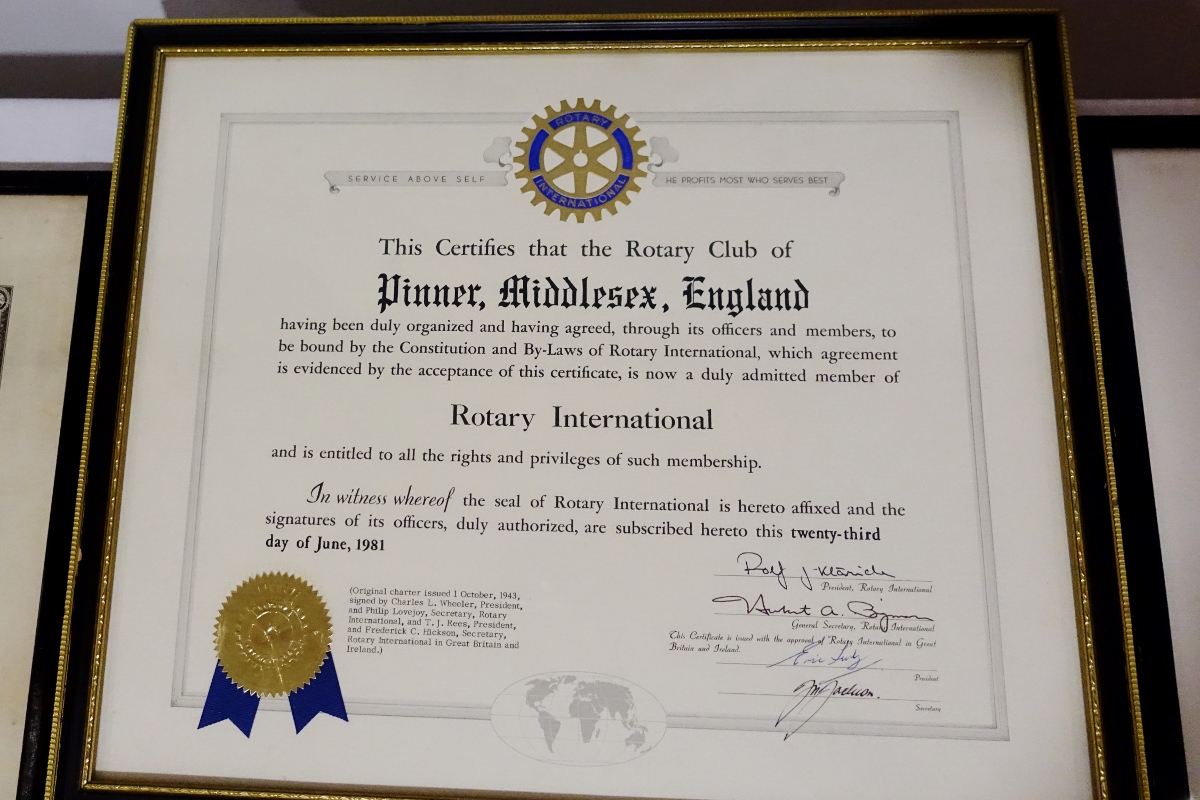 ROTARY
INTERNATIONAL
SERVICE ABOVE SELF
HE PROFITS MOST WHO SERVES BEST
This Certifies that the Rotary Club of
Pinner, Middlesex, England
having been duly organized and having agreed, through its officers and members, to
be bound by the Constitution and By-Laws of Rotary International, which agreement
is evidenced by the acceptance of this certificate, is now a duly admitted member of
Rotary International
and is entitled to all the rights and privileges of such membership.
In witness whereof the seal of Rotary International is hereto affixed and the
signatures of its officers, duly authorized, are subscribed hereto this twenty-third
day of June, 1981
(Original charter issued 1 October, 1943,
signed by Charles L. Wheeler, President,
and Philip Lovejoy, Secretary, Rotary
International, and T. J. Rees, President,
and Frederick C. Hickson, Secretary,
Rotary International in Great Britain and
Ireland.)
Rolf J. Klärich
President, Rotary International
Herbert A. Pigman
General Secretary, Rotary International
This Certificate is issued with the approval of Rotary International in Great
Britain and Ireland.
Eric
President
Jackson.
Secretary